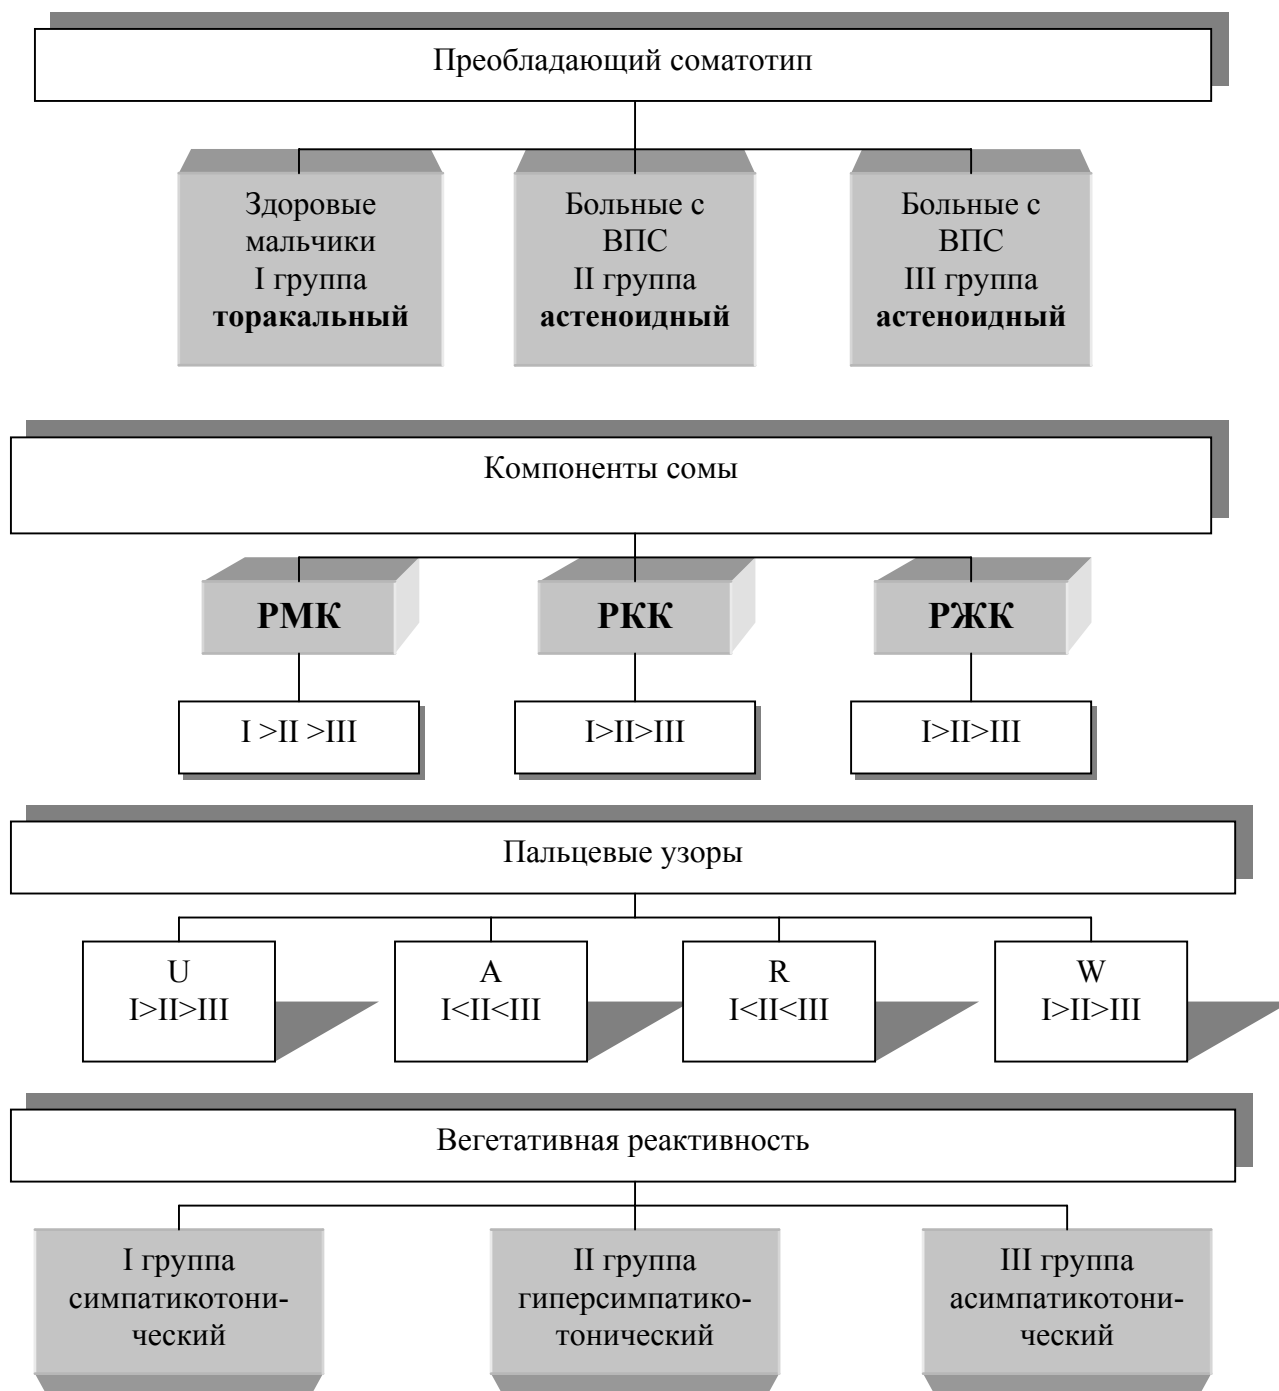 Преобладающий соматотип
Здоровые
мальчики
I группа
торакальный
Больные с
ВПС
II группа
астеноидный
Больные с
ВПС
III группа
астеноидный
Компоненты сомы
РМК
РКК
РЖК
I >II >III
I>II>III
I>II>III
Пальцевые узоры
U
I>II>III
A
I<II<III
R
I<II<III
W
I>II>III
Вегетативная реактивность
I группа
симпатикотони-
ческий
II группа
гиперсимпатико-
тонический
III группа
асимпатикотони-
ческий